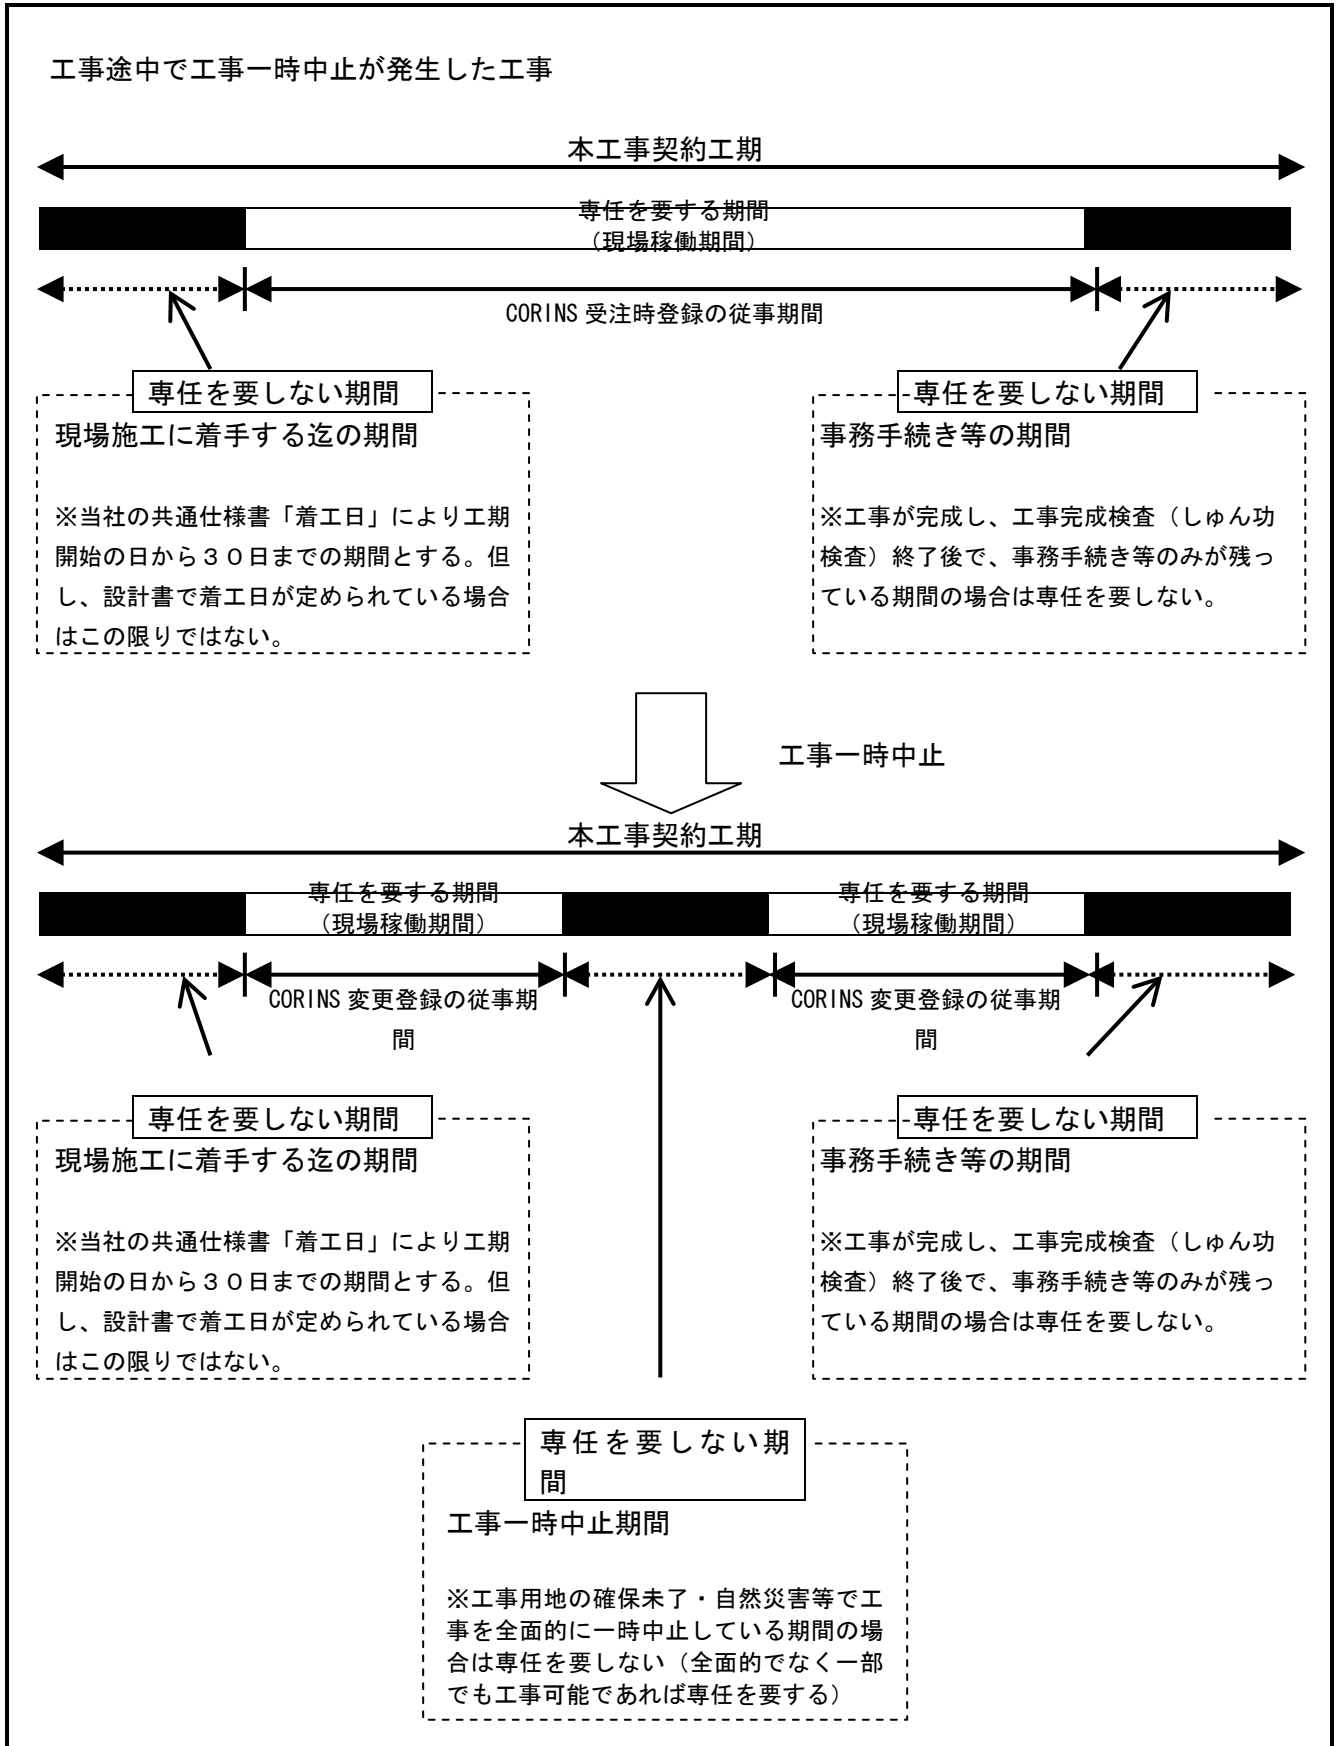 工事途中で工事一時中止が発生した工事
本工事契約工期
専任を要する期間
（現場稼働期間）
CORINS 受注時登録の従事期間
専任を要しない期間
現場施工に着手する迄の期間
※当社の共通仕様書「着工日」により工期
開始の日から３０日までの期間とする。但
し、設計書で着工日が定められている場合
はこの限りではない。
専任を要しない期間
事務手続き等の期間
※工事が完成し、工事完成検査（しゅん功
検査）終了後で、事務手続き等のみが残っ
ている期間の場合は専任を要しない。
工事一時中止
本工事契約工期
専任を要する期間
（現場稼働期間）
専任を要する期間
（現場稼働期間）
CORINS 変更登録の従事期
間
CORINS 変更登録の従事期
間
専任を要しない期間
現場施工に着手する迄の期間
※当社の共通仕様書「着工日」により工期
開始の日から３０日までの期間とする。但
し、設計書で着工日が定められている場合
はこの限りではない。
専任を要しない期間
事務手続き等の期間
※工事が完成し、工事完成検査（しゅん功
検査）終了後で、事務手続き等のみが残っ
ている期間の場合は専任を要しない。
専任を要しない期
間
工事一時中止期間
※工事用地の確保未了・自然災害等で工
事を全面的に一時中止している期間の場
合は専任を要しない（全面的でなく一部
でも工事可能であれば専任を要する）